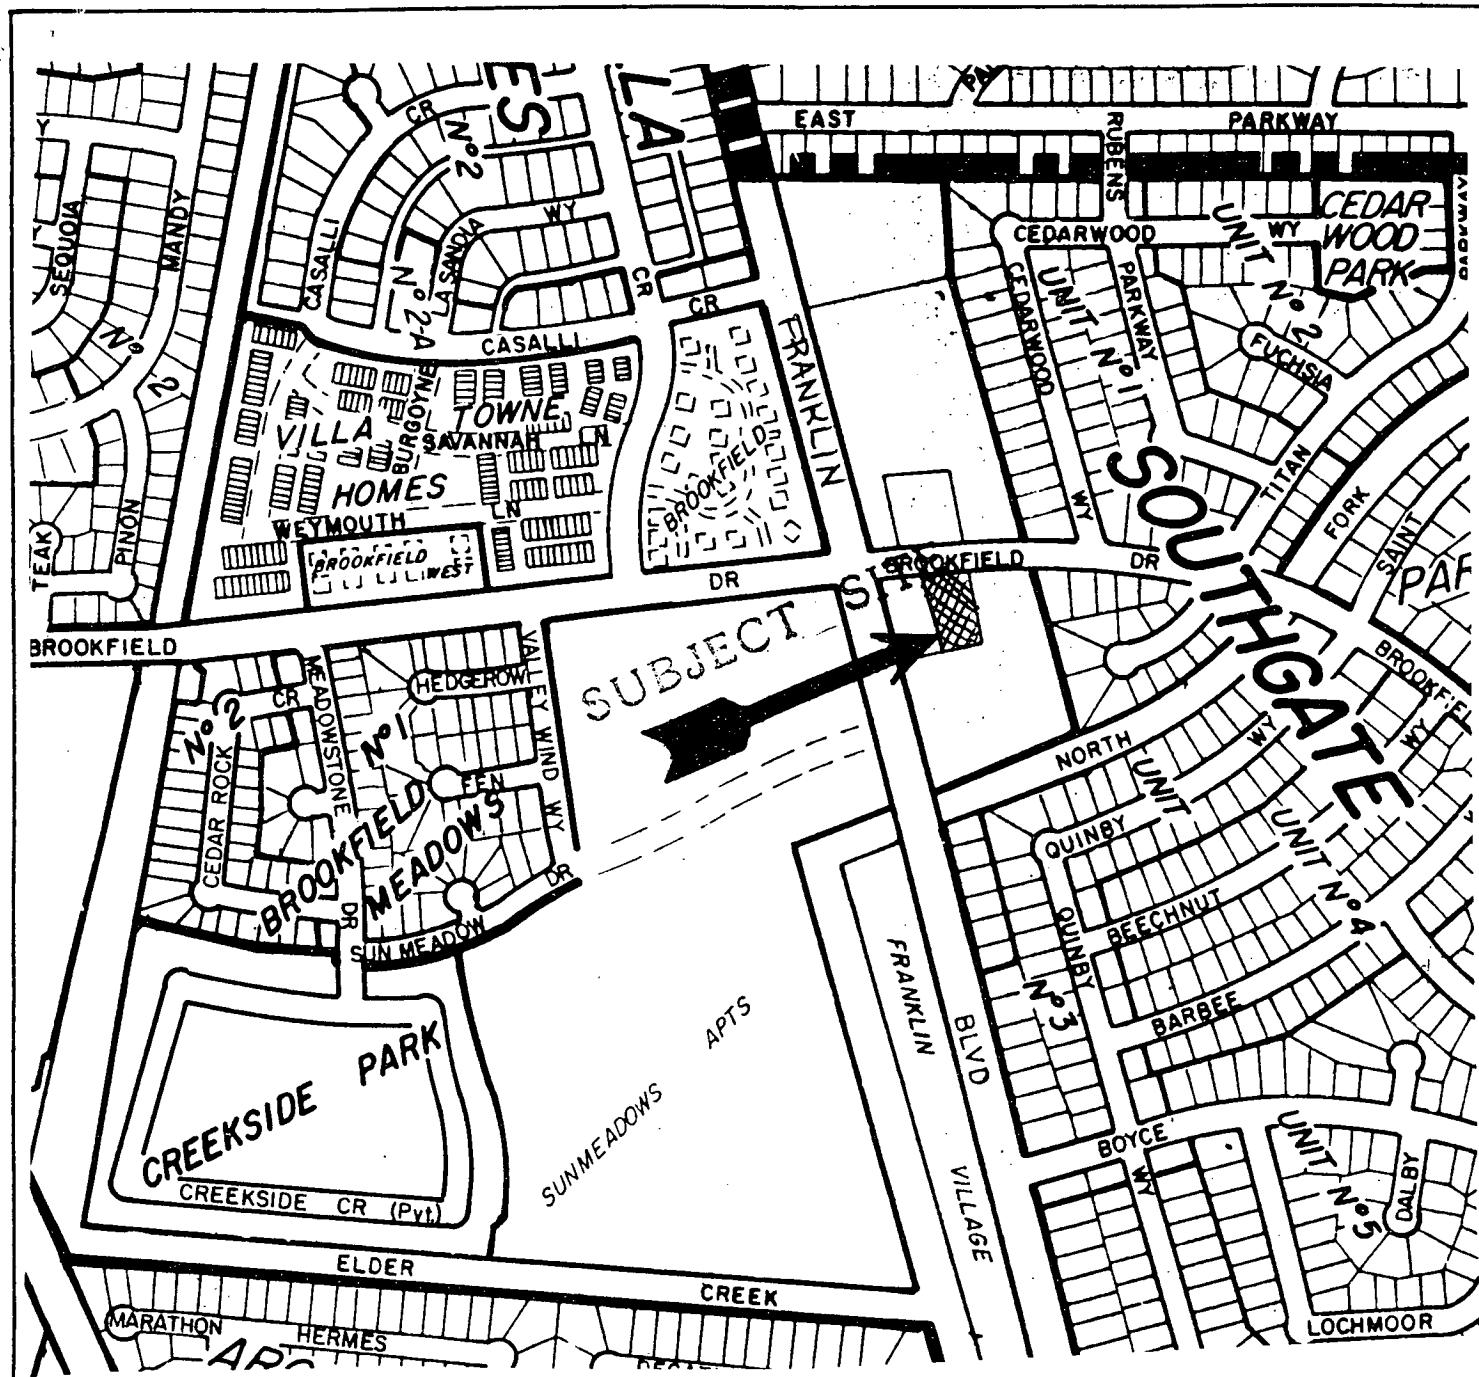 ES
LA
EAST
PARKWAY
CR
Nº 2
RUBENS
SEQUOIA
MANDY
CASALLI
LA SANDIA
WY
CEDARWOOD
WY
UNIT Nº 2
CEDAR
WOOD
PARK
PARKWAY
Nº 2-A
CR
CR
FRANKLIN
CEDARWOOD
UNIT Nº 1
PARKWAY
FUCHSIA
Nº 2
CASALLI
VILLA
TOWNE
HOMES
BURGOYNE
SAVANNAH
LN
BROOKFIELD
WEYMOUTH
LN
BROOKFIELD
WEST
WY
TITAN
FORK
SAINT
PAR
SOUTHGATE
TEAK
PINON
BROOKFIELD
DR
BROOKFIELD
DR
SUBJECT
BROOKFIELD
WY
CR
MEADOWSTONE
DR
HEDGEROW
VALLEY WIND WY
Nº 2
CEDAR ROCK
Nº 1
FEN
BROOKFIELD
MEADOWS
SUN MEADOW
DR
NORTH
UNIT
Nº 3
WY
QUINBY
QUINBY
UNIT Nº 4
BEECHNUT
BARBEE
FRANKLIN
VILLAGE
BLVD
APTS
SUNMEADOWS
CREEKSIDE PARK
CREEKSIDE CR (Pvt.)
BOYCE
WY
UNIT Nº 5
DALBY
ELDER
CREEK
MARATHON
HERMES
LOCHMOOR